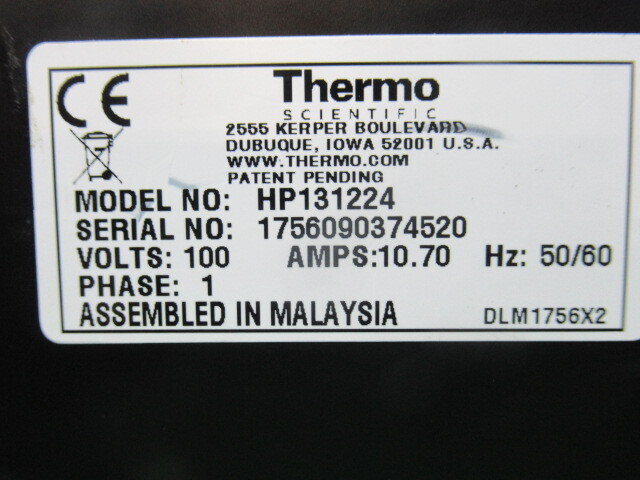 CE
Thermo
SCIENTIFIC
2555 KERPER BOULEVARD
DUBUQUE, IOWA 52001 U.S.A.
WWW.THERMO.COM
PATENT PENDING
MODEL NO: HP131224
SERIAL NO: 1756090374520
VOLTS: 100 AMPS:10.70 Hz: 50/60
PHASE: 1
ASSEMBLED IN MALAYSIA DLM1756X2